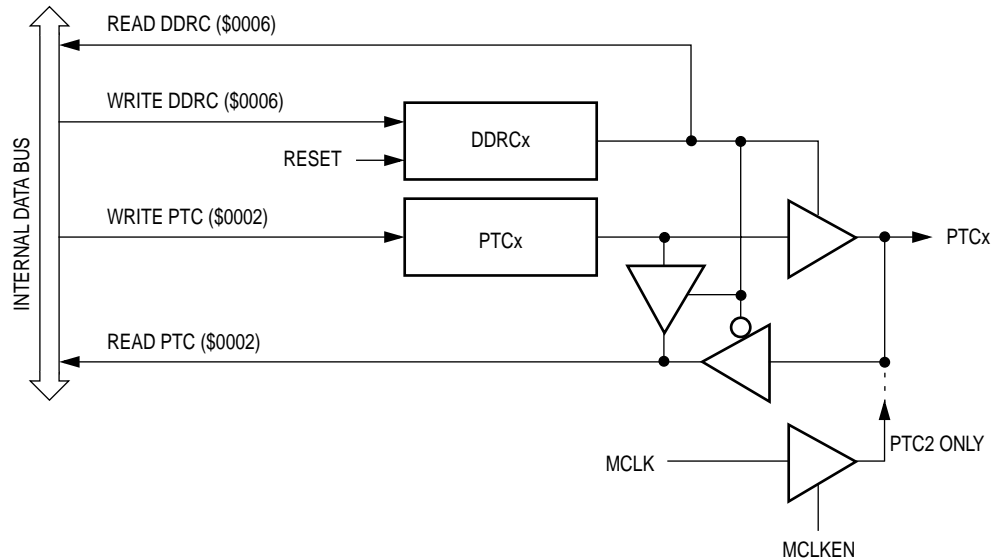 READ DDRC ($0006)
WRITE DDRC ($0006)
DDRCx
RESET
INTERNAL DATA BUS
WRITE PTC ($0002)
PTCx
PTCx
READ PTC ($0002)
PTC2 ONLY
MCLK
MCLKEN